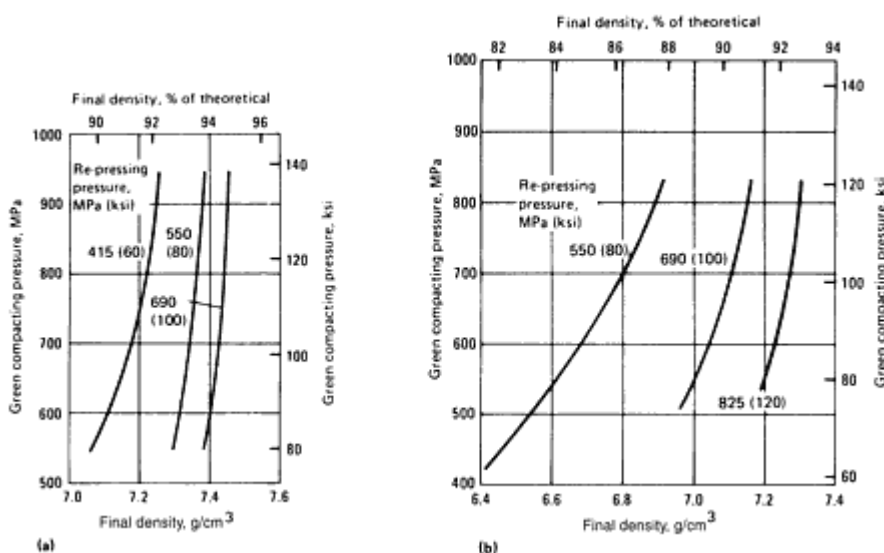 Final density, % of theoretical
90 92 94 96
1000
900
800
700
600
500
Green compacting pressure, MPa
Re-pressing
pressure,
MPa (ksi)
415 (60)
550
(80)
690
(100)
140
120
100
80
Green compacting pressure, ksi
7.0 7.2 7.4 7.6
Final density, g/cm³
(a)
Final density, % of theoretical
82 84 86 88 90 92 94
1000
900
800
700
600
500
400
Green compacting pressure, MPa
Re-pressing
pressure,
MPa (ksi)
550 (80)
690 (100)
825 (120)
140
120
100
80
60
Green compacting pressure, ksi
6.4 6.6 6.8 7.0 7.2 7.4
Final density, g/cm³
(b)